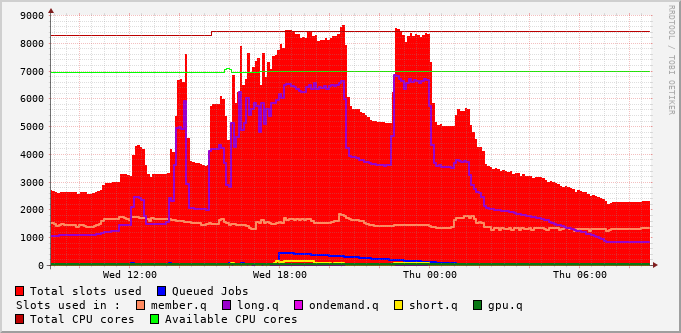 9000
8000
7000
6000
5000
4000
3000
2000
1000
0
Wed 12:00 Wed 18:00 Thu 00:00 Thu 06:00
RRDTOOL / TOBI OETIKER
Total slots used Queued Jobs
Slots used in : member.q long.q ondemand.q short.q gpu.q
Total CPU cores Available CPU cores